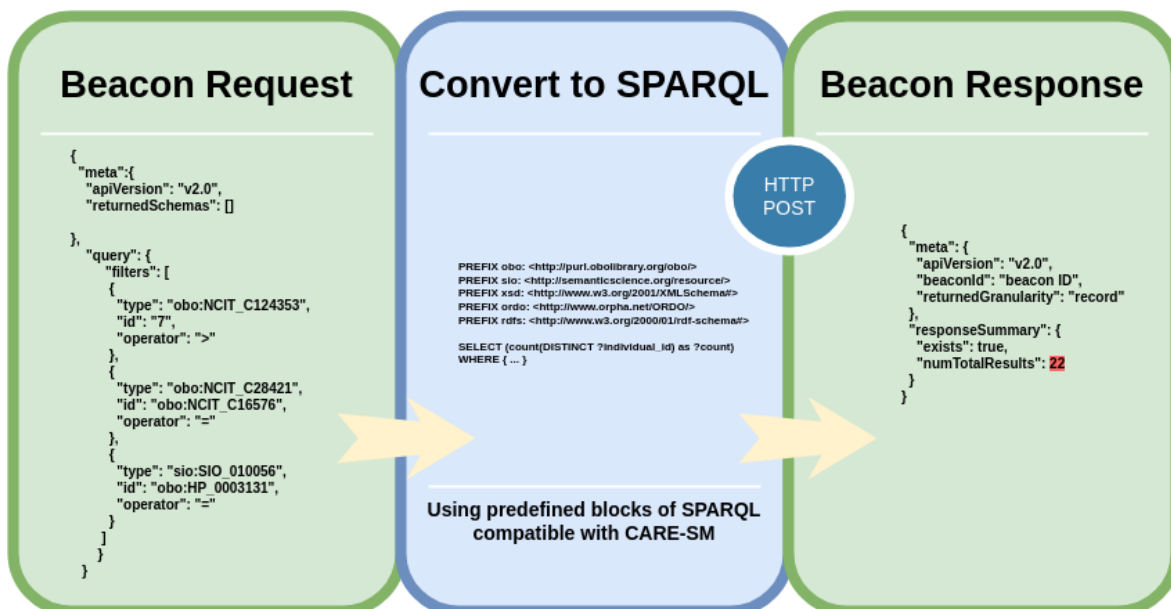 Beacon Request
{
"meta":{
"apiVersion": "v2.0",
"returnedSchemas": []
},
"query": {
"filters": [
{
"type": "obo:NCIT_C124353",
"id": "7",
"operator": ">"
},
{
"type": "obo:NCIT_C28421",
"id": "obo:NCIT_C16576",
"operator": "="
},
{
"type": "sio:SIO_010056",
"id": "obo:HP_0003131",
"operator": "="
}
]
}
}
Convert to SPARQL
PREFIX obo: <http://purl.obolibrary.org/obo/>
PREFIX sio: <http://semanticscience.org/resource/>
PREFIX xsd: <http://www.w3.org/2001/XMLSchema#>
PREFIX ordo: <http://www.orpha.net/ORDO/>
PREFIX rdfs: <http://www.w3.org/2000/01/rdf-schema#>
SELECT (count(DISTINCT ?individual_id) as ?count)
WHERE { ... }
Using predefined blocks of SPARQL
compatible with CARE-SM
HTTP
POST
Beacon Response
{
"meta": {
"apiVersion": "v2.0",
"beaconId": "beacon ID",
"returnedGranularity": "record"
},
"responseSummary": {
"exists": true,
"numTotalResults": 22
}
}